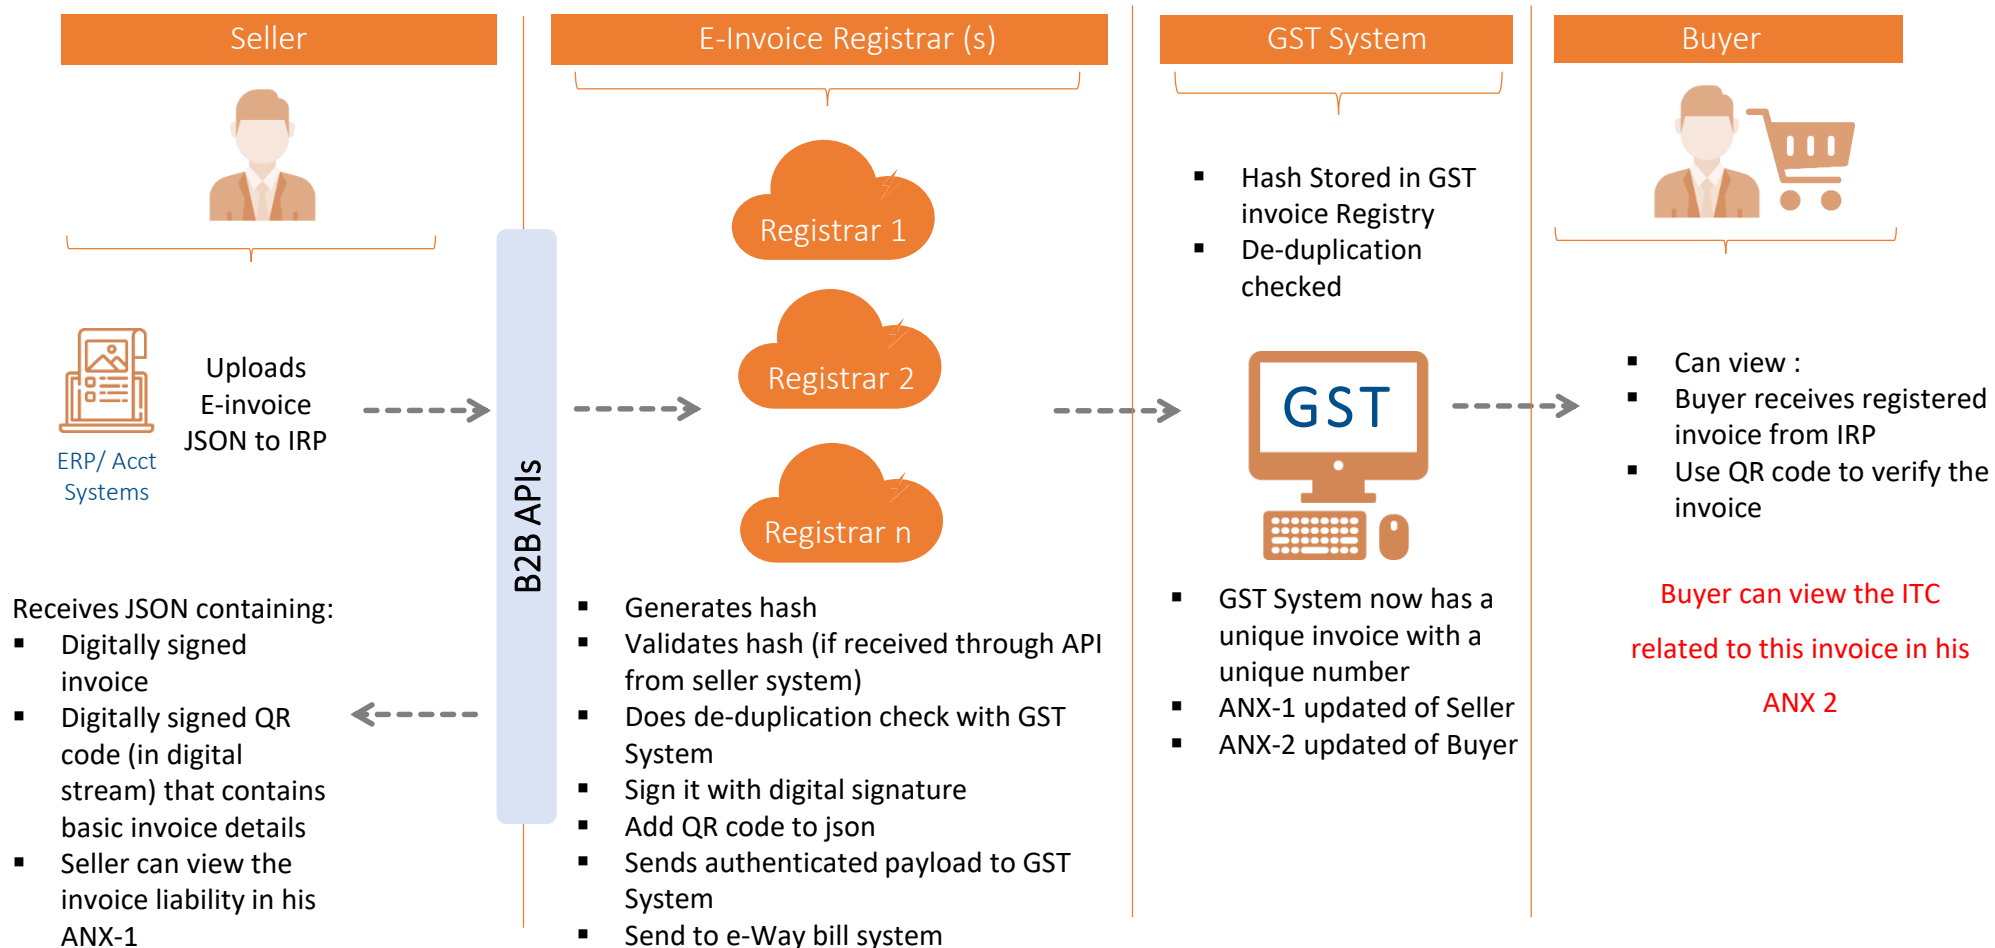 Seller
E-Invoice Registrar (s)
GST System
Buyer
Uploads
E-invoice
JSON to IRP
ERP/ Acct
Systems
Receives JSON containing:
▪ Digitally signed
invoice
▪ Digitally signed QR
code (in digital
stream) that contains
basic invoice details
▪ Seller can view the
invoice liability in his
ANX-1
B2B APIs
Registrar 1
Registrar 2
Registrar n
▪ Generates hash
▪ Validates hash (if received through API
from seller system)
▪ Does de-duplication check with GST
System
▪ Sign it with digital signature
▪ Add QR code to json
▪ Sends authenticated payload to GST
System
▪ Send to e-Way bill system
▪ Hash Stored in GST
invoice Registry
▪ De-duplication
checked
GST
▪ GST System now has a
unique invoice with a
unique number
▪ ANX-1 updated of Seller
▪ ANX-2 updated of Buyer
▪ Can view :
▪ Buyer receives registered
invoice from IRP
▪ Use QR code to verify the
invoice
Buyer can view the ITC
related to this invoice in his
ANX 2